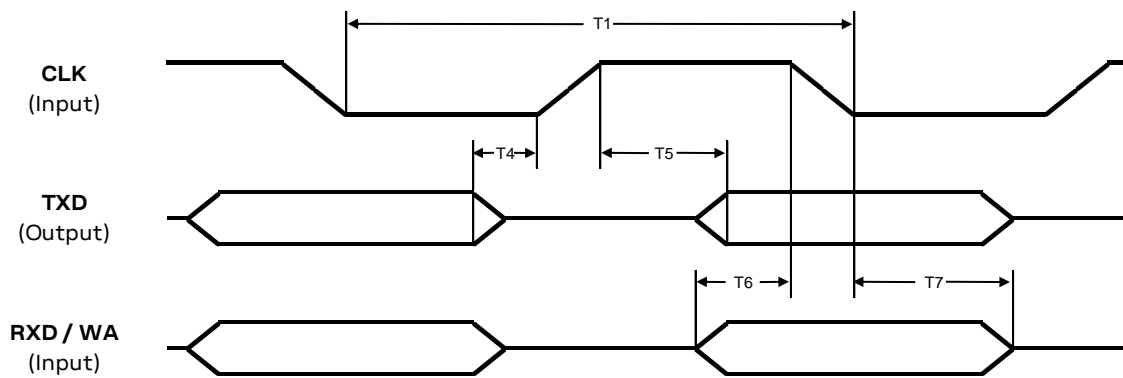 T1
CLK
(Input)
T4
T5
TXD
(Output)
T6
T7
RXD / WA
(Input)